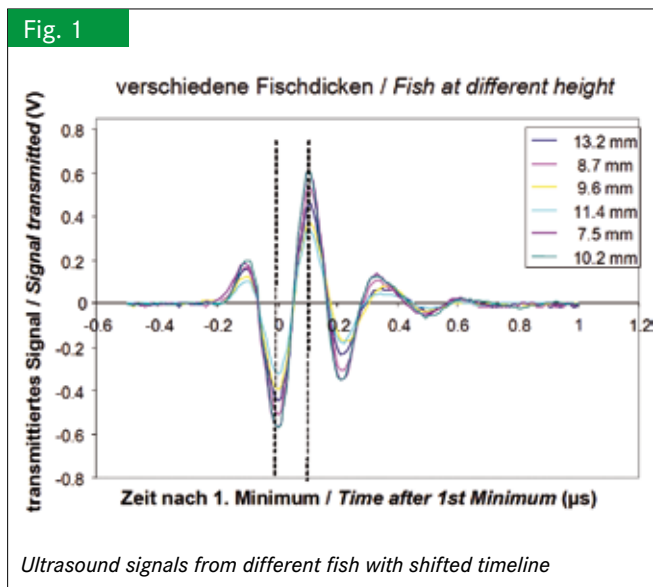 Fig. 1
verschiedene Fischdicken / Fish at different height
transmittiertes Signal / Signal transmitted (V)
0.8
0.6
0.4
0.2
0
-0.2
-0.4
-0.6
-0.8
-0.6
-0.4
-0.2
0
0.2
0.4
0.6
0.8
1
1.2
13.2 mm
8.7 mm
9.6 mm
11.4 mm
7.5 mm
10.2 mm
Zeit nach 1. Minimum / Time after 1st Minimum (µs)
Ultrasound signals from different fish with shifted timeline